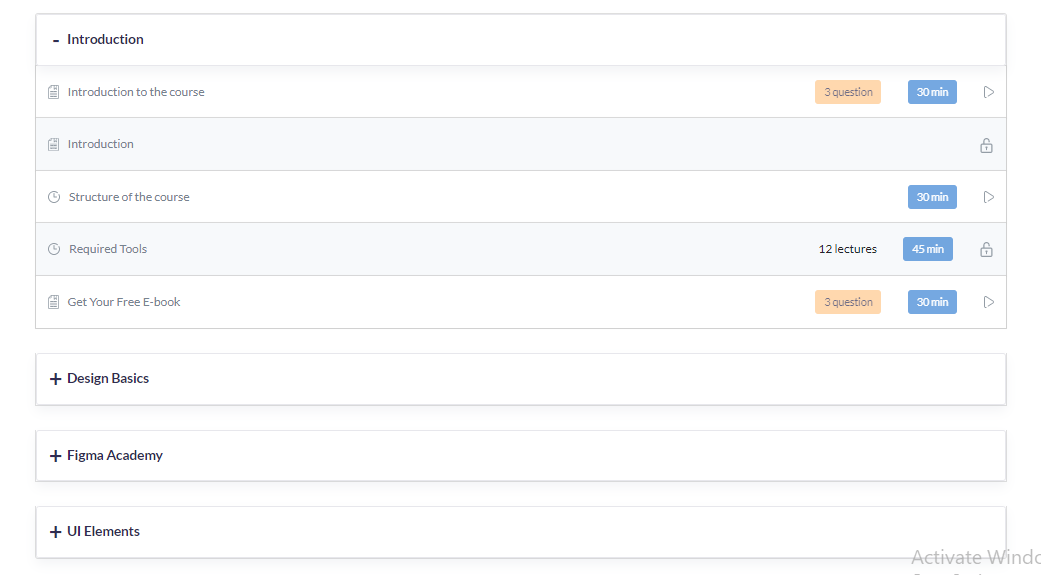 - Introduction
Introduction to the course 3 question 30 min
Introduction
Structure of the course 30 min
Required Tools 12 lectures 45 min
Get Your Free E-book 3 question 30 min
+ Design Basics
+ Figma Academy
+ UI Elements
Activate Windo